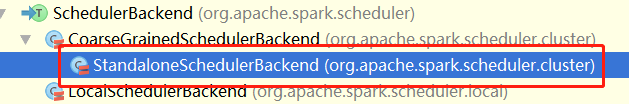 SchedulerBackend (org.apache.spark.scheduler)
CoarseGrainedSchedulerBackend (org.apache.spark.scheduler.cluster)
StandaloneSchedulerBackend (org.apache.spark.scheduler.cluster)
LocalSchedulerBackend (org.apache.spark.scheduler.local)